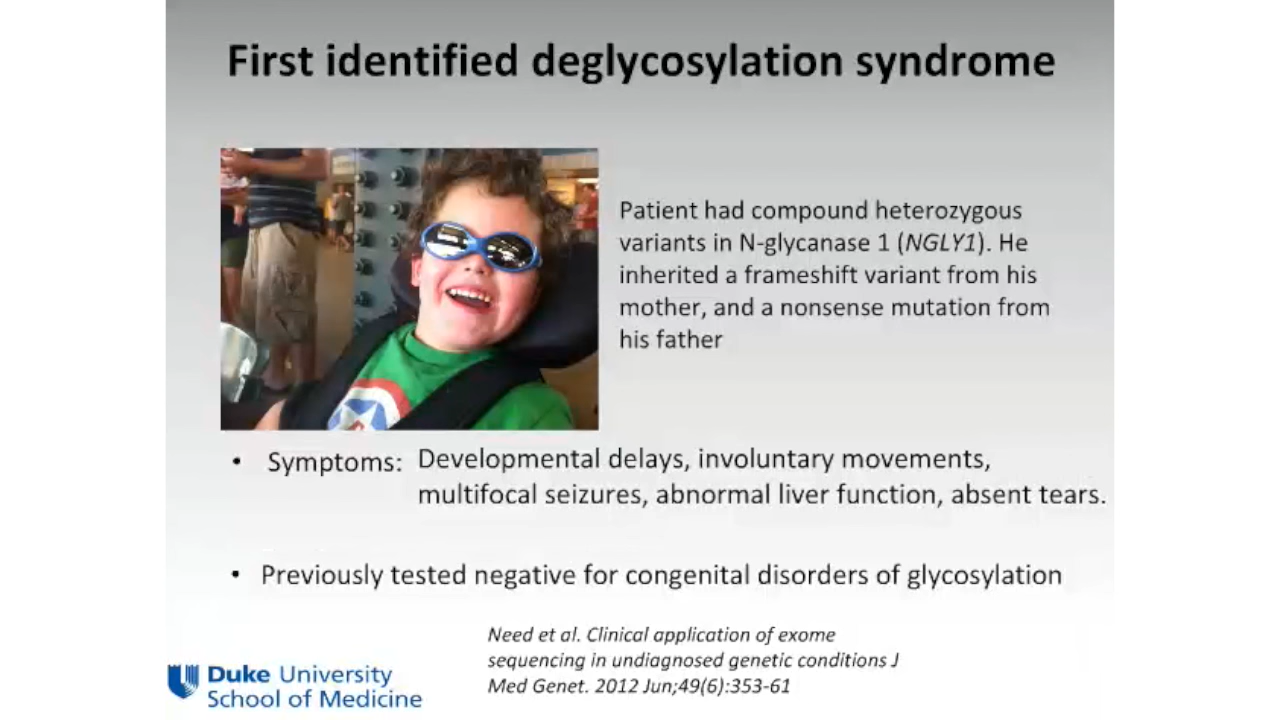 First identified deglycosylation syndrome
Patient had compound heterozygous
variants in N-glycanase 1 (NGLY1). He
inherited a frameshift variant from his
mother, and a nonsense mutation from
his father
• Symptoms: Developmental delays, involuntary movements,
multifocal seizures, abnormal liver function, absent tears.
• Previously tested negative for congenital disorders of glycosylation
Need et al. Clinical application of exome
sequencing in undiagnosed genetic conditions J
Med Genet. 2012 Jun;49(6):353-61
Duke University
School of Medicine